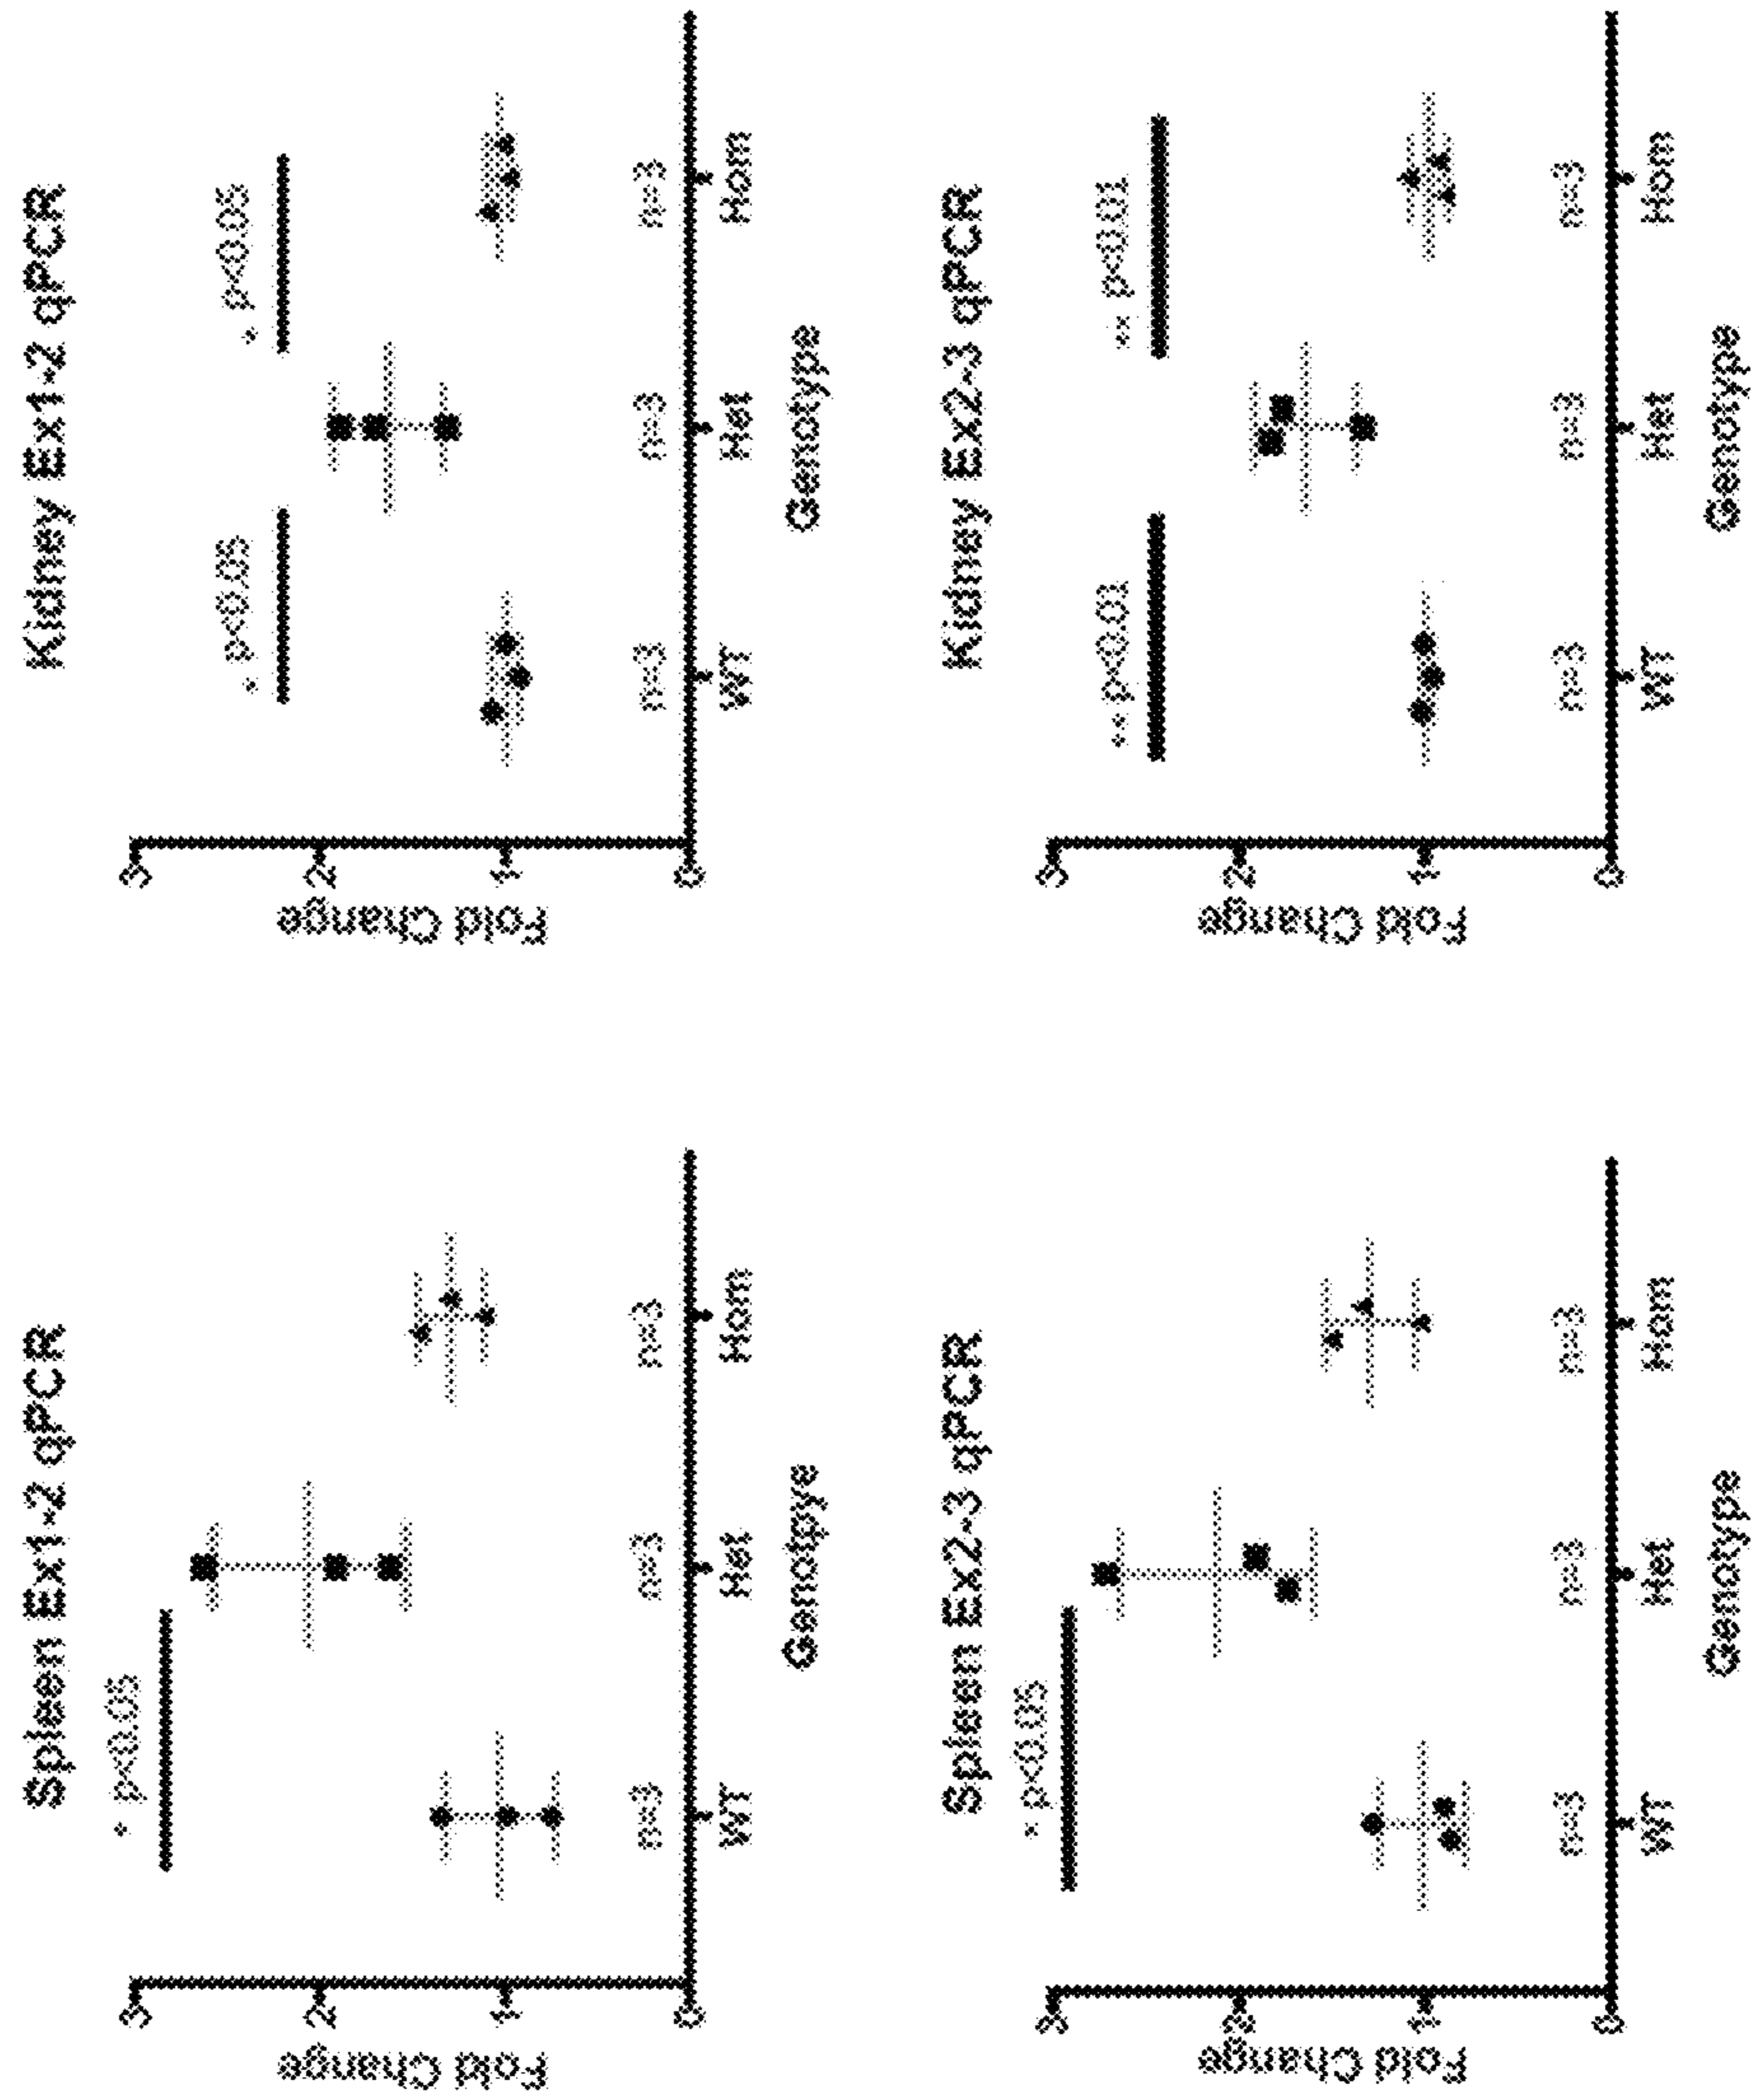 Spleen Ex1-2 qPCR
* p<0.05
Fold Change
3
2
1
0
n=3
n=3
n=3
WT
Het
Hom
Genotpye
Kidney Ex1-2 qPCR
* p<0.05
* p<0.05
Fold Change
3
2
1
0
n=3
n=3
n=3
WT
Het
Hom
Genotype
Spleen Ex2-3 qPCR
* p<0.05
Fold Change
3
2
1
0
n=3
n=3
n=3
WT
Het
Hom
Genotype
Kidney Ex2-3 qPCR
** p<0.01
** p<0.01
Fold Change
3
2
1
0
n=3
n=3
n=3
WT
Het
Hom
Genotype